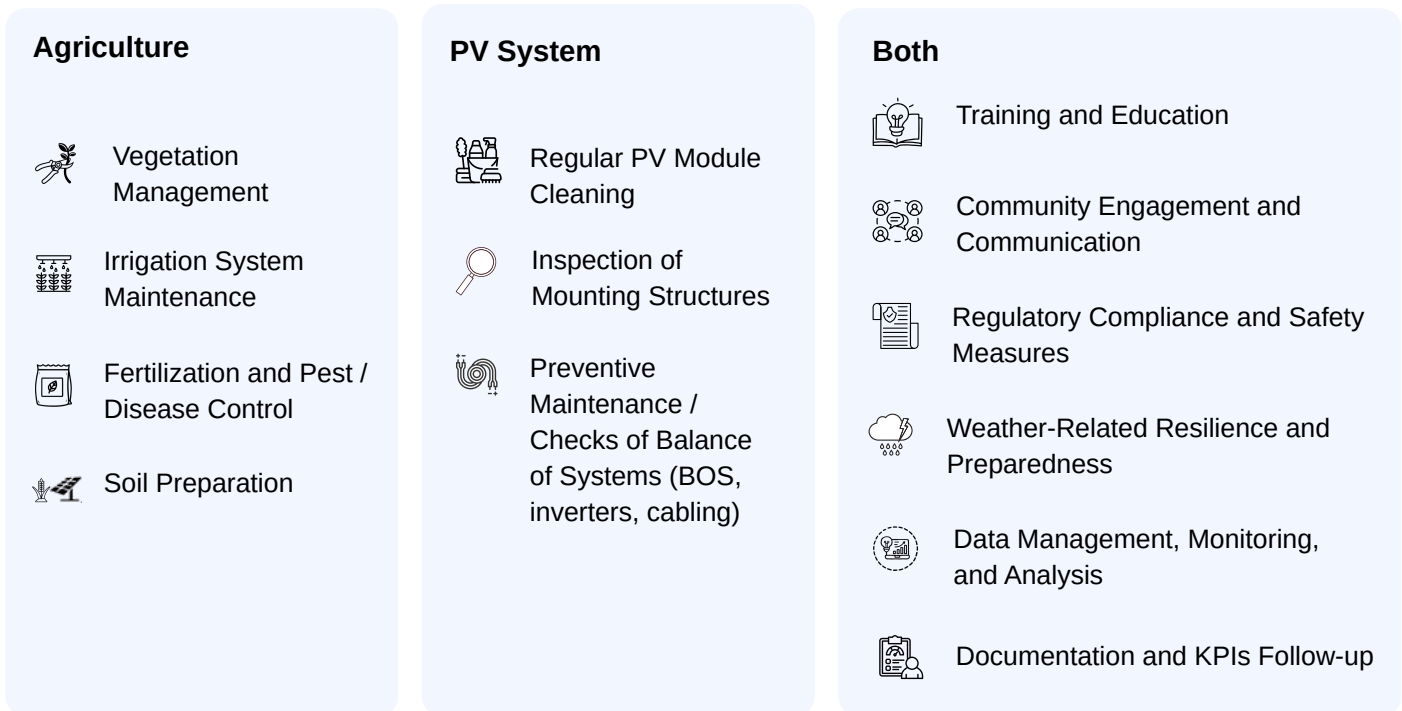 Agriculture
Vegetation
Management
Irrigation System
Maintenance
Fertilization and Pest /
Disease Control
Soil Preparation
PV System
Regular PV Module
Cleaning
Inspection of
Mounting Structures
Preventive
Maintenance /
Checks of Balance
of Systems (BOS,
inverters, cabling)
Both
Training and Education
Community Engagement and
Communication
Regulatory Compliance and Safety
Measures
Weather-Related Resilience and
Preparedness
Data Management, Monitoring,
and Analysis
Documentation and KPIs Follow-up